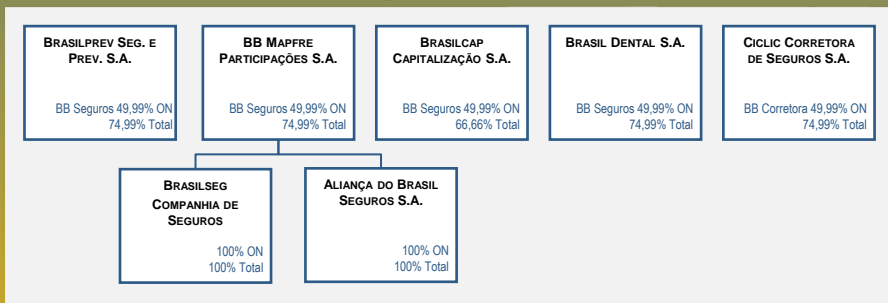 BRASILPREV SEG. E
PREV. S.A.
BB Seguros 49,99% ON
74,99% Total
BB MAPFRE
PARTICIPAÇÕES S.A.
BB Seguros 49,99% ON
74,99% Total
BRASILCAP
CAPITALIZAÇÃO S.A.
BB Seguros 49,99% ON
66,66% Total
BRASIL DENTAL S.A.
BB Seguros 49,99% ON
74,99% Total
CICLIC CORRETORA
DE SEGUROS S.A.
BB Corretora 49,99% ON
74,99% Total
BRASILSEG
COMPANHIA DE
SEGUROS
100% ON
100% Total
ALIANÇA DO BRASIL
SEGUROS S.A.
100% ON
100% Total